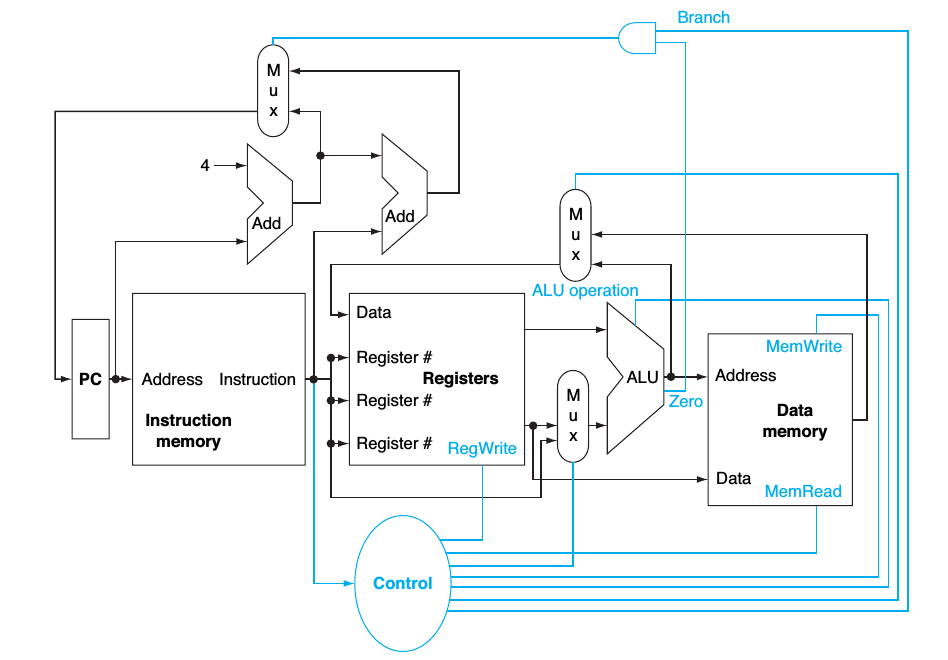 Branch
M
u
x
4
Add
Add
M
u
x
ALU operation
Data
Register #
Registers
Register #
Register #
RegWrite
PC
Address
Instruction
Instruction
memory
M
u
x
ALU
Zero
MemWrite
Address
Data
memory
Data
MemRead
Control